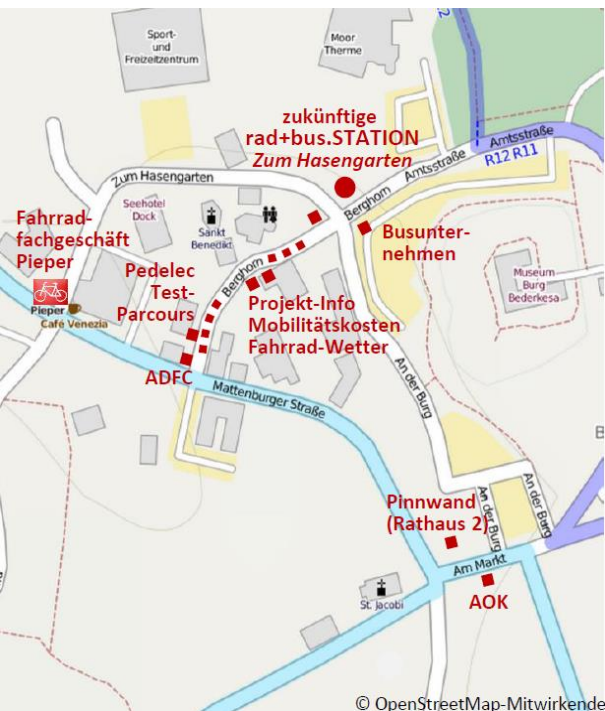 Sport-
und
Freizeitzentrum
Moor
Therme
zukünftige
rad+bus.STATION
Zum Hasengarten
Amtsstraße
R12 R11
Amtsstraße
Berghorn
Zum Hasengarten
Seehotel
Dock
Sankt
Benedikt
Fahrrad-
fachgeschäft
Pieper
Busunter-
nehmen
Pedelec
Test-
Parcours
Berghorn
Museum
Burg
Bederkesa
Projekt-Info
Mobilitätskosten
Fahrrad-Wetter
Pieper
Café Venezia
ADFC
Mattenburger Straße
An der Burg
B
Pinnwand
(Rathaus 2)
An der Burg
An der Burg
Am Markt
St. Jacobi
AOK
© OpenStreetMap-Mitwirkende